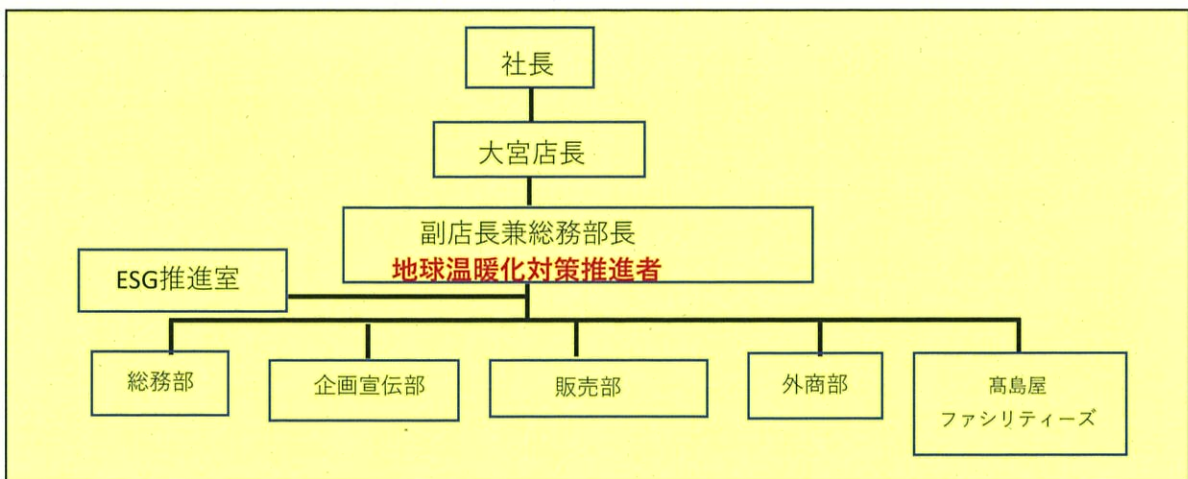 社長
大宮店長
副店長兼総務部長
地球温暖化対策推進者
ESG推進室
総務部
企画宣伝部
販売部
外商部
髙島屋
ファシリティーズ